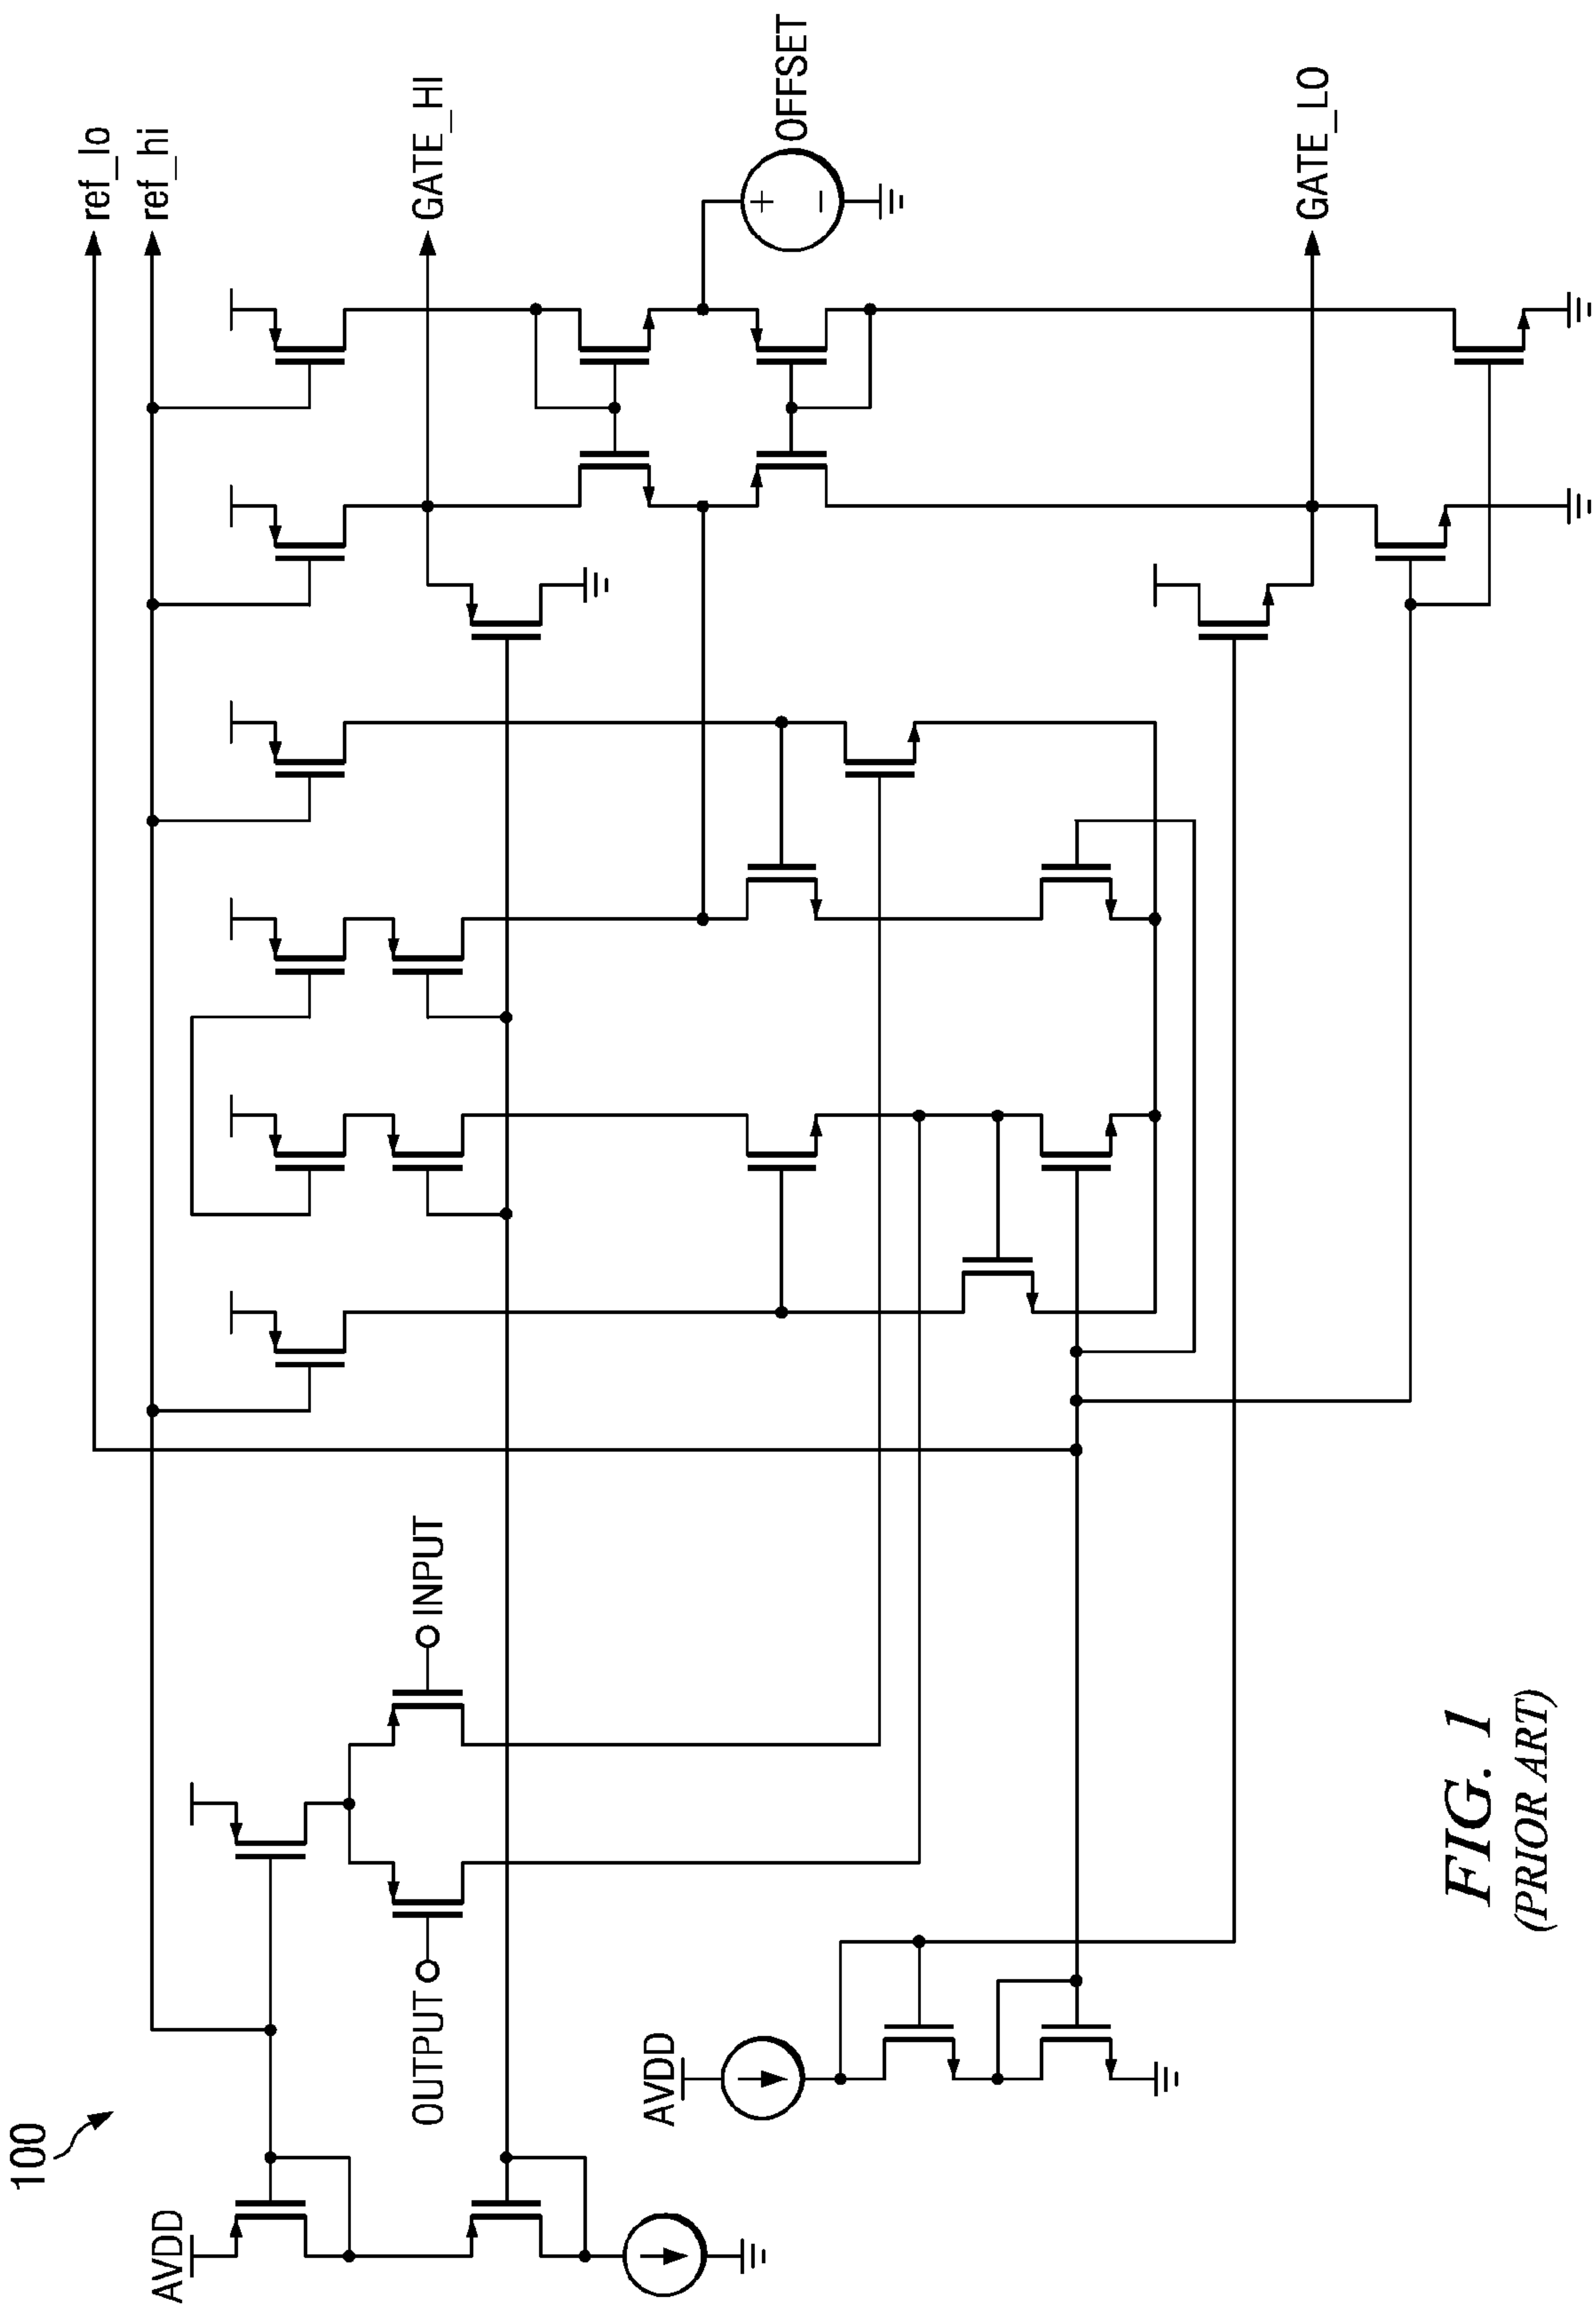 100
AVDD
OUTPUT
INPUT
AVDD
ref_lo
ref_hi
GATE_HI
OFFSET
+
−
GATE_LO
FIG. 1
(PRIOR ART)